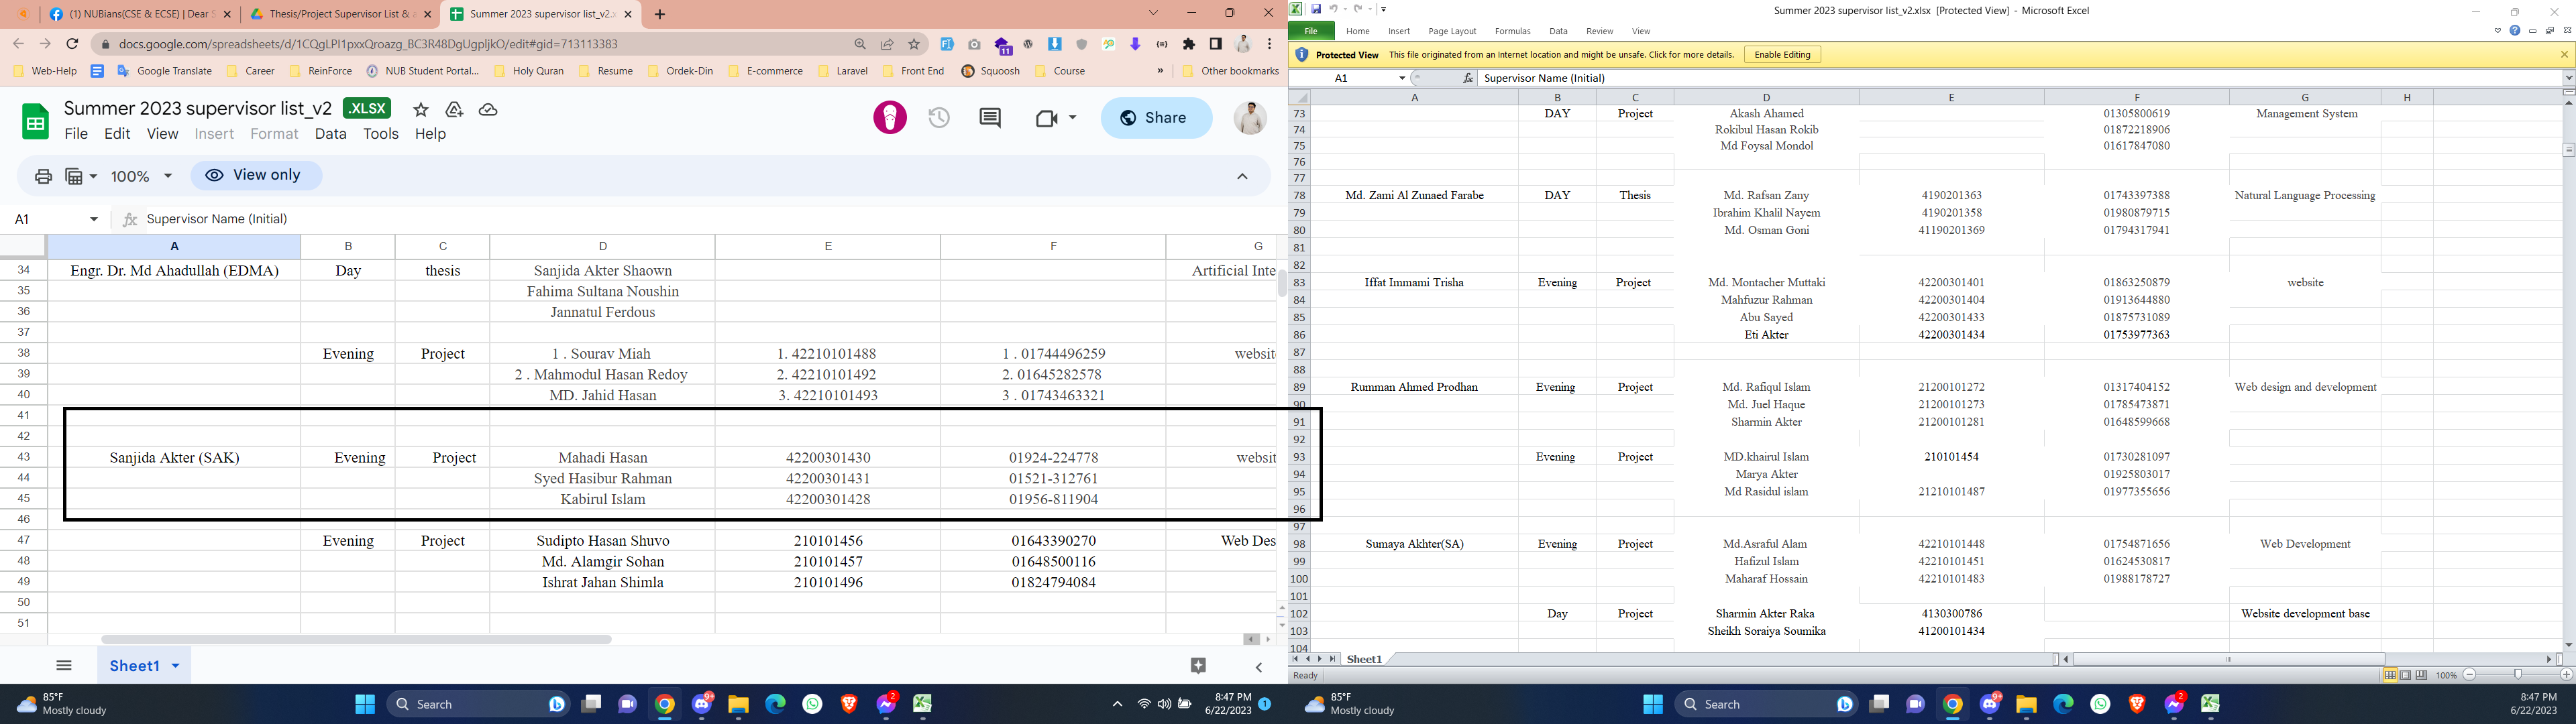 (1) NUBians(CSE & ECSE) | Dear S
Thesis/Project Supervisor List & a
Summer 2023 supervisor list_v2.x
docs.google.com/spreadsheets/d/1CQgLPI1pxxQroazg_BC3R48DgUgpljkO/edit#gid=713113383
11
Web-Help
Google Translate
Career
ReinForce
NUB Student Portal...
Holy Quran
Resume
Ordek-Din
E-commerce
Laravel
Front End
Squoosh
Course
»
Other bookmarks
Summer 2023 supervisor list_v2 .XLSX
File Edit View Insert Format Data Tools Help
Share
100% View only
A1 fx Supervisor Name (Initial)
A B C D E F G
34 Engr. Dr. Md Ahadullah (EDMA) Day thesis Sanjida Akter Shaown Artificial Inte
35 Fahima Sultana Noushin
36 Jannatul Ferdous
37
38 Evening Project 1 . Sourav Miah 1. 42210101488 1 . 01744496259 websit
39 2 . Mahmodul Hasan Redoy 2. 42210101492 2. 01645282578
40 MD. Jahid Hasan 3. 42210101493 3 . 01743463321
41
42
43 Sanjida Akter (SAK) Evening Project Mahadi Hasan 42200301430 01924-224778 websit
44 Syed Hasibur Rahman 42200301431 01521-312761
45 Kabirul Islam 42200301428 01956-811904
46
47 Evening Project Sudipto Hasan Shuvo 210101456 01643390270 Web Des
48 Md. Alamgir Sohan 210101457 01648500116
49 Ishrat Jahan Shimla 210101496 01824794084
50
51
Sheet1
85°F
Mostly cloudy
Search
9+
2
8:47 PM
6/22/2023
1
Summer 2023 supervisor list_v2.xlsx [Protected View] - Microsoft Excel
File Home Insert Page Layout Formulas Data Review View
Protected View This file originated from an Internet location and might be unsafe. Click for more details. Enable Editing
A1 fx Supervisor Name (Initial)
A B C D E F G H
73 DAY Project Akash Ahamed 01305800619 Management System
74 Rokibul Hasan Rokib 01872218906
75 Md Foysal Mondol 01617847080
76
77
78 Md. Zami Al Zunaed Farabe DAY Thesis Md. Rafsan Zany 4190201363 01743397388 Natural Language Processing
79 Ibrahim Khalil Nayem 4190201358 01980879715
80 Md. Osman Goni 41190201369 01794317941
81
82
83 Iffat Immami Trisha Evening Project Md. Montacher Muttaki 42200301401 01863250879 website
84 Mahfuzur Rahman 42200301404 01913644880
85 Abu Sayed 42200301433 01875731089
86 Eti Akter 42200301434 01753977363
87
88
89 Rumman Ahmed Prodhan Evening Project Md. Rafiqul Islam 21200101272 01317404152 Web design and development
90 Md. Juel Haque 21200101273 01785473871
91 Sharmin Akter 21200101281 01648599668
92
93 Evening Project MD.khairul Islam 210101454 01730281097
94 Marya Akter 01925803017
95 Md Rasidul islam 21210101487 01977355656
96
97
98 Sumaya Akhter(SA) Evening Project Md.Asraful Alam 42210101448 01754871656 Web Development
99 Hafizul Islam 42210101451 01624530817
100 Maharaf Hossain 42210101483 01988178727
101
102 Day Project Sharmin Akter Raka 4130300786 Website development base
103 Sheikh Soraiya Soumika 41200101434
104
Sheet1
Ready 100%
85°F
Mostly cloudy
Search
9+
2
8:47 PM
6/22/2023